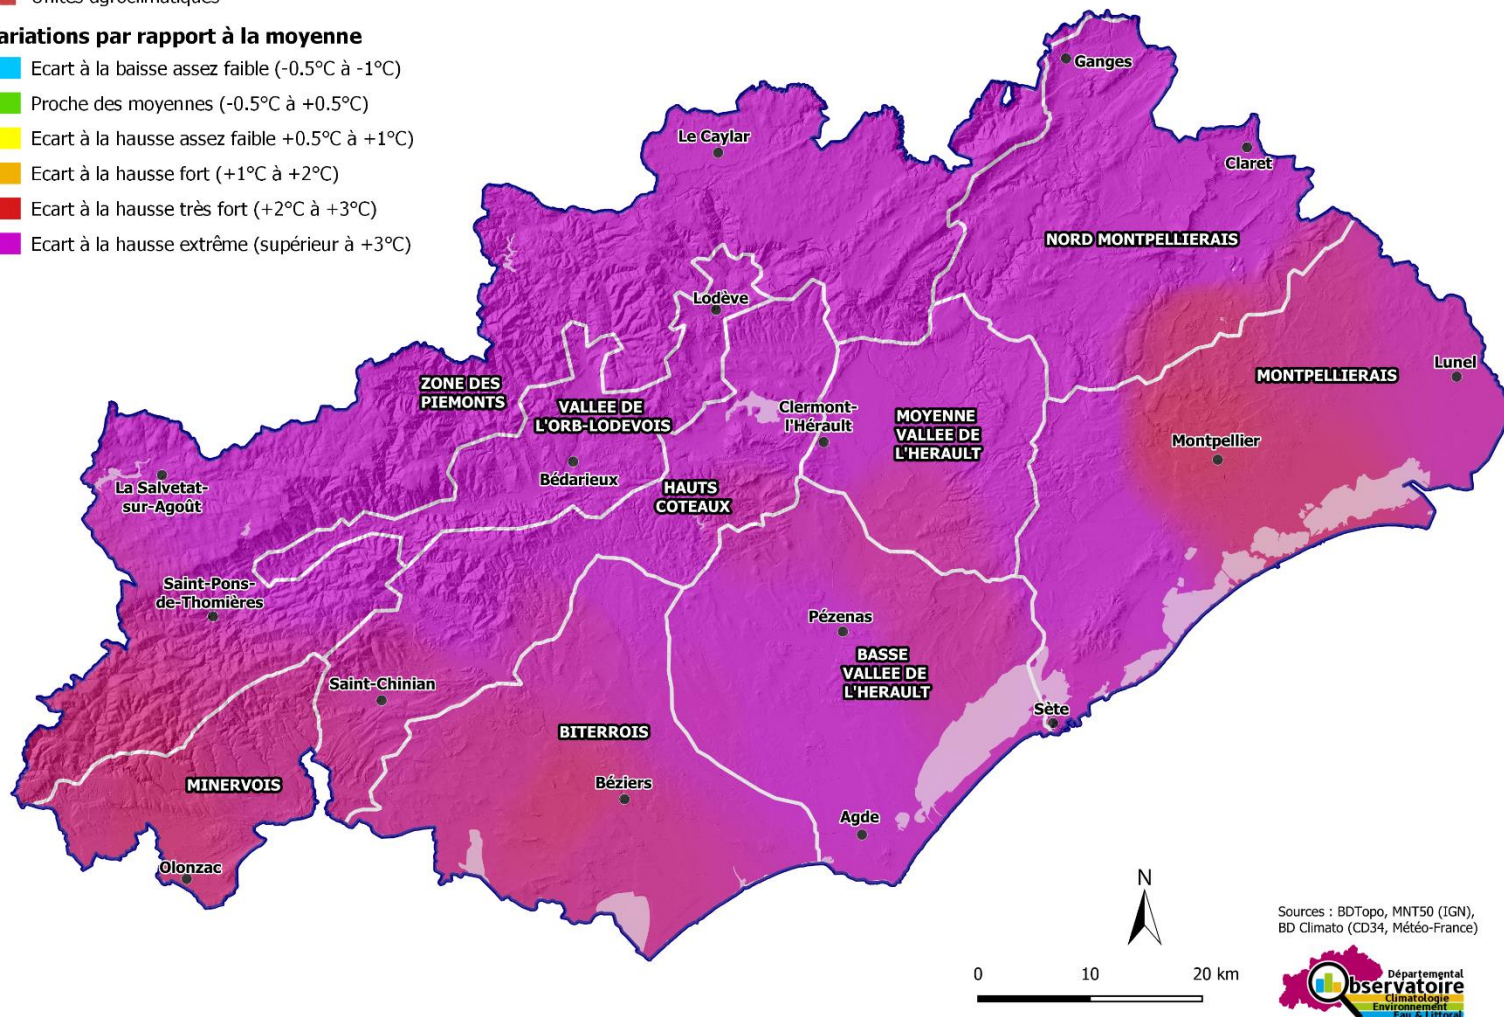 Unités agroclimatiques
ariations par rapport à la moyenne
Ecart à la baisse assez faible (-0.5°C à -1°C)
Proche des moyennes (-0.5°C à +0.5°C)
Ecart à la hausse assez faible +0.5°C à +1°C)
Ecart à la hausse fort (+1°C à +2°C)
Ecart à la hausse très fort (+2°C à +3°C)
Ecart à la hausse extrême (supérieur à +3°C)
Ganges
Le Caylar
Claret
NORD MONTPELLIERAIS
Lodève
Lunel
MONTPELLIERAIS
ZONE DES
PIEMONTS
VALLEE DE
L'ORB-LODEVOIS
Clermont-
l'Hérault
MOYENNE
VALLEE DE
L'HERAULT
Montpellier
Bédarieux
La Salvetat-
sur-Agoût
HAUTS
COTEAUX
Saint-Pons-
de-Thomières
Pézenas
BASSE
VALLEE DE
L'HERAULT
Saint-Chinian
Sète
BITERROIS
MINERVOIS
Béziers
Agde
Olonzac
N
0 10 20 km
Sources : BDTopo, MNT50 (IGN),
BD Climato (CD34, Météo-France)
Départemental
bservatoire
Climatologie
Environnement
Eau & Littoral